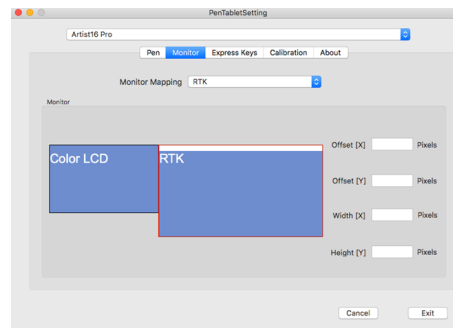 PenTabletSetting
Artist16 Pro
Pen Monitor Express Keys Calibration About
Monitor Mapping RTK
Monitor
Color LCD RTK
Offset [X] Pixels
Offset [Y] Pixels
Width [X] Pixels
Height [Y] Pixels
Cancel Exit